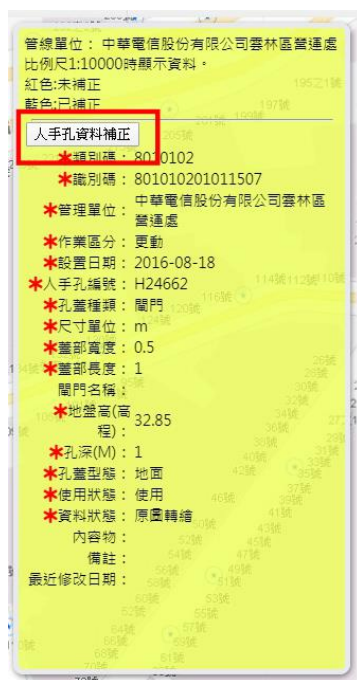 管線單位： 中華電信股份有限公司雲林區營運處
比例尺1:10000時顯示資料。
紅色:未補正
藍色:已補正
人手孔資料補正
*類別碼： 8010102
*識別碼： 801010201011507
*管理單位： 中華電信股份有限公司雲林區
營運處
*作業區分： 更動
*設置日期： 2016-08-18
*人手孔編號： H24662
*孔蓋種類： 閘門
*尺寸單位： m
*蓋部寬度： 0.5
*蓋部長度： 1
閘門名稱：
*地盤高(高
程)： 32.85
*孔深(M)： 1
*孔蓋型態： 地面
*使用狀態： 使用
*資料狀態： 原圖轉繪
內容物：
備註：
最近修改日期：